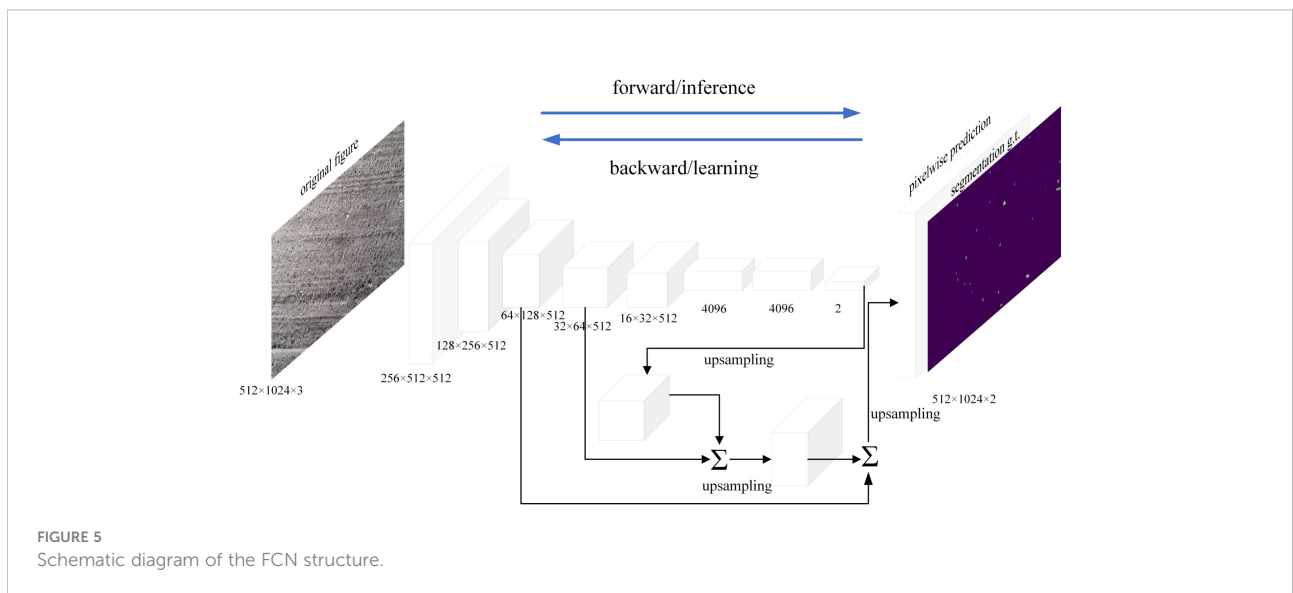 forward/inference
backward/learning
original figure
pixelwise prediction
segmentation g.t.
512×1024×3
256×512×512
128×256×512
64×128×512
32×64×512
16×32×512
4096
4096
2
upsampling
upsampling
upsampling
Σ
Σ
512×1024×2
FIGURE 5
Schematic diagram of the FCN structure.